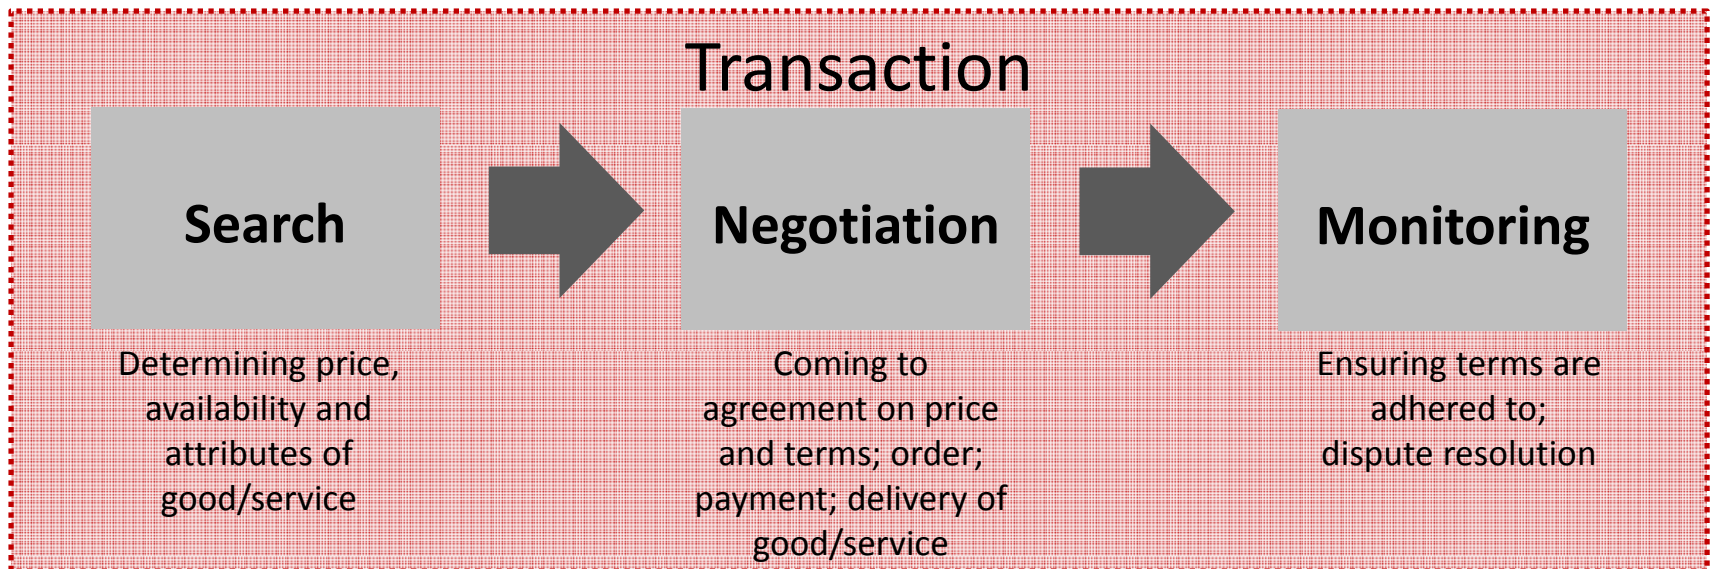 Transaction
Search
Negotiation
Monitoring
Determining price,
availability and
attributes of
good/service
Coming to
agreement on price
and terms; order;
payment; delivery of
good/service
Ensuring terms are
adhered to;
dispute resolution